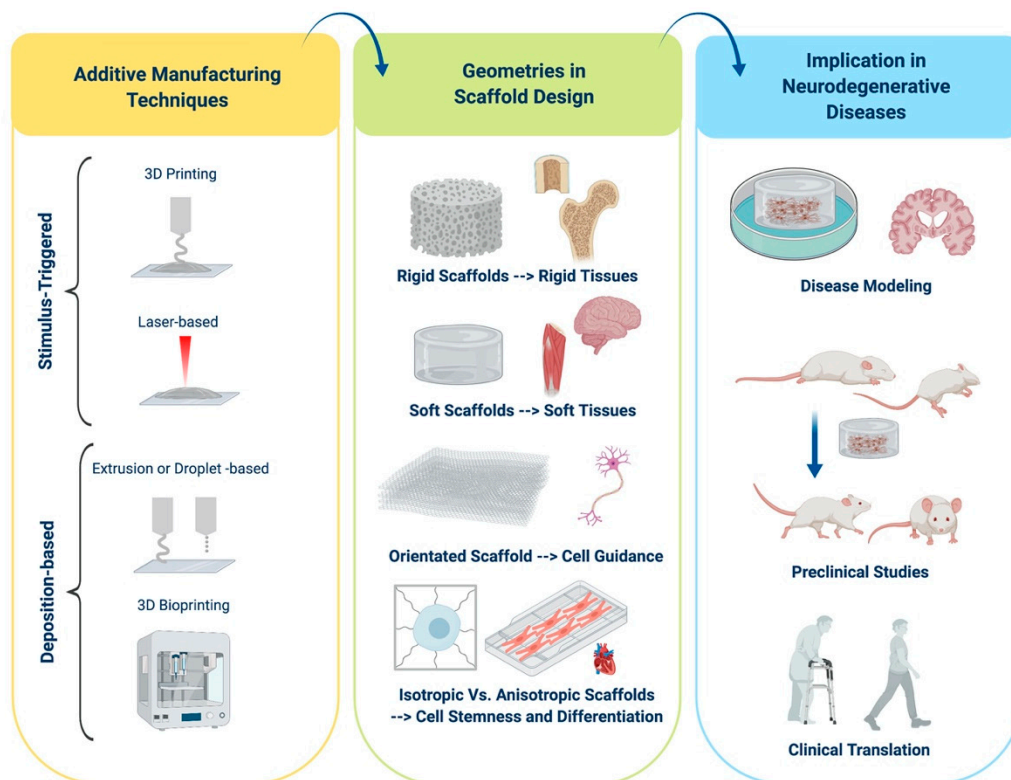 Additive Manufacturing
Techniques
Stimulus-Triggered
3D Printing
Laser-based
Deposition-based
Extrusion or Droplet -based
3D Bioprinting
Geometries in
Scaffold Design
Rigid Scaffolds --> Rigid Tissues
Soft Scaffolds --> Soft Tissues
Orientated Scaffold --> Cell Guidance
Isotropic Vs. Anisotropic Scaffolds
--> Cell Stemness and Differentiation
Implication in
Neurodegenerative
Diseases
Disease Modeling
Preclinical Studies
Clinical Translation